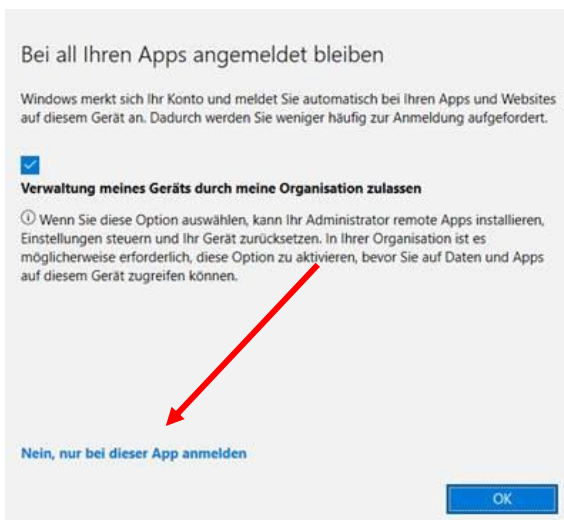 Bei all Ihren Apps angemeldet bleiben
Windows merkt sich Ihr Konto und meldet Sie automatisch bei Ihren Apps und Websites
auf diesem Gerät an. Dadurch werden Sie weniger häufig zur Anmeldung aufgefordert.
Verwaltung meines Geräts durch meine Organisation zulassen
ⓘ Wenn Sie diese Option auswählen, kann Ihr Administrator remote Apps installieren,
Einstellungen steuern und Ihr Gerät zurücksetzen. In Ihrer Organisation ist es
möglicherweise erforderlich, diese Option zu aktivieren, bevor Sie auf Daten und Apps
auf diesem Gerät zugreifen können.
Nein, nur bei dieser App anmelden
OK